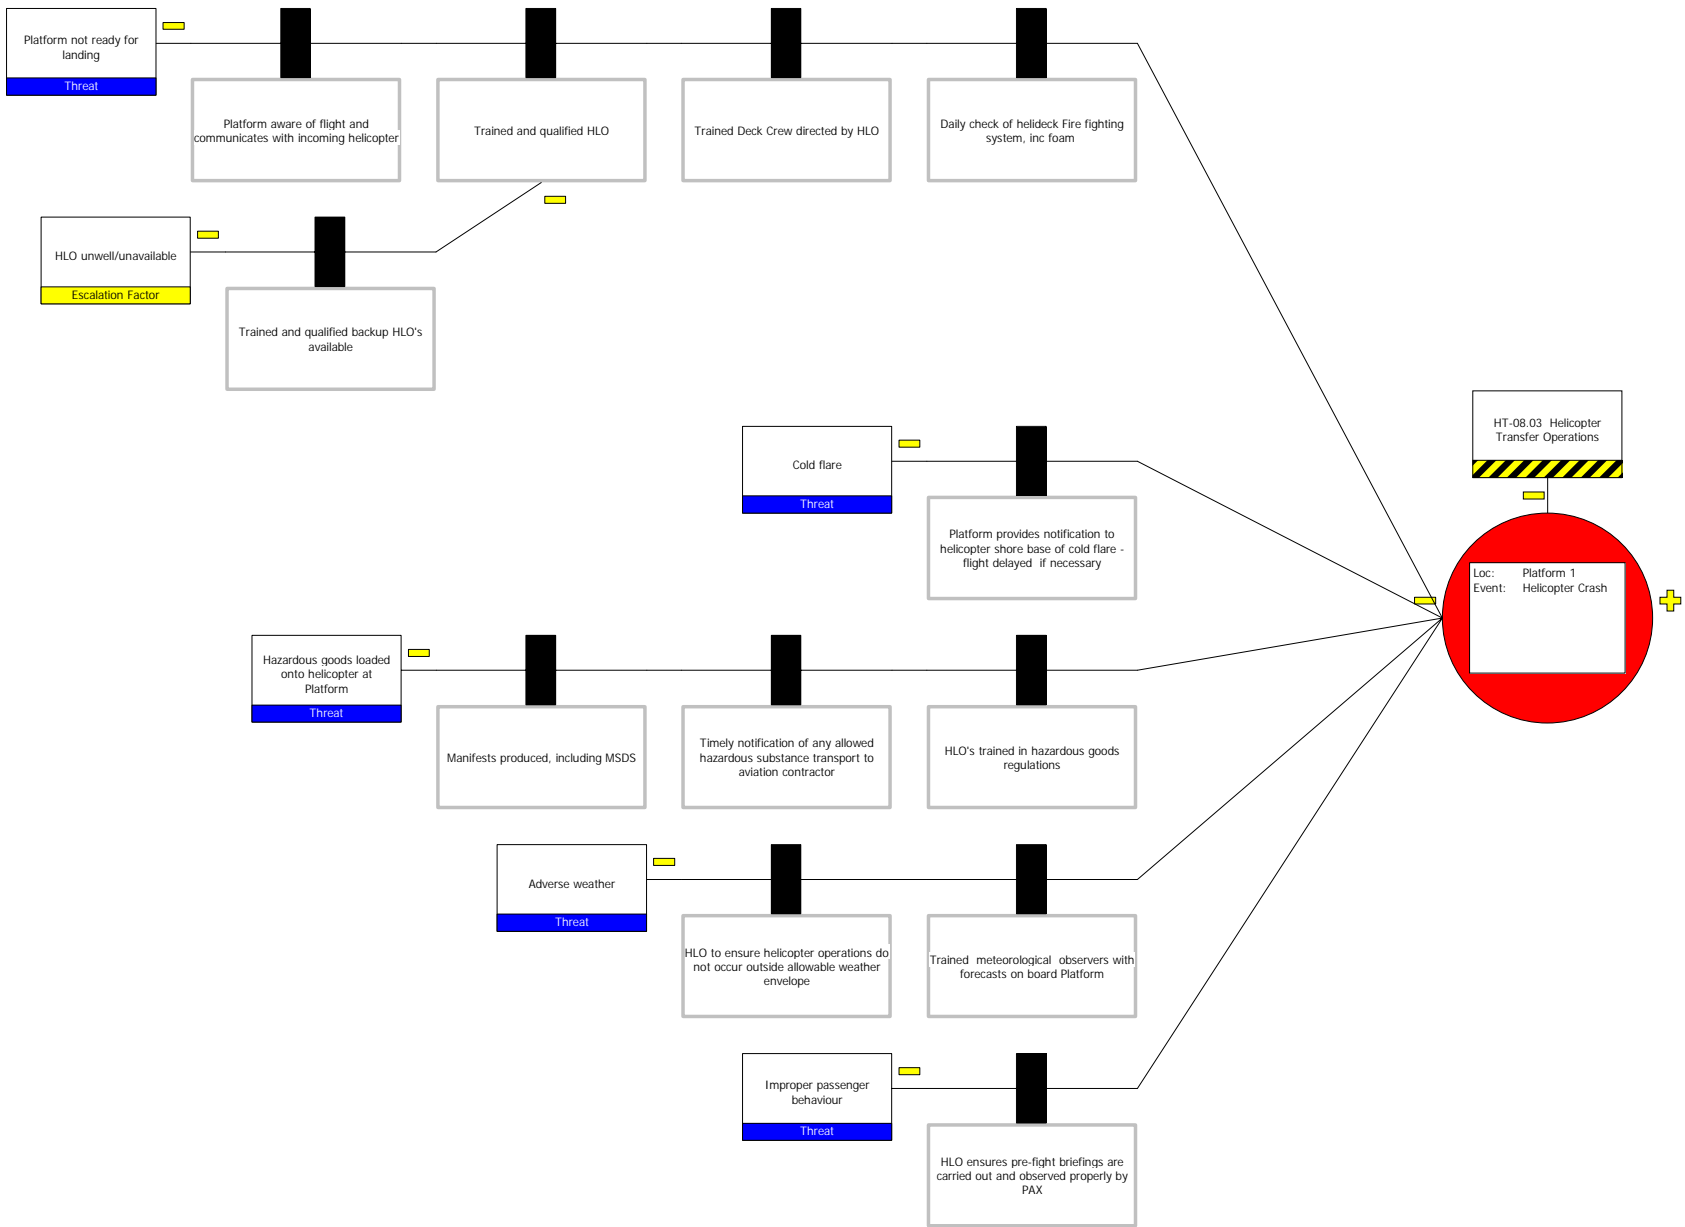 Platform not ready for
landing
Threat
Platform aware of flight and
communicates with incoming helicopter
Trained and qualified HLO
Trained Deck Crew directed by HLO
Daily check of helideck Fire fighting
system, inc foam
HLO unwell/unavailable
Escalation Factor
Trained and qualified backup HLO's
available
HT-08.03 Helicopter
Transfer Operations
Loc: Platform 1
Event: Helicopter Crash
Cold flare
Threat
Platform provides notification to
helicopter shore base of cold flare -
flight delayed if necessary
Hazardous goods loaded
onto helicopter at
Platform
Threat
Manifests produced, including MSDS
Timely notification of any allowed
hazardous substance transport to
aviation contractor
HLO's trained in hazardous goods
regulations
Adverse weather
Threat
HLO to ensure helicopter operations do
not occur outside allowable weather
envelope
Trained meteorological observers with
forecasts on board Platform
Improper passenger
behaviour
Threat
HLO ensures pre-fight briefings are
carried out and observed properly by
PAX